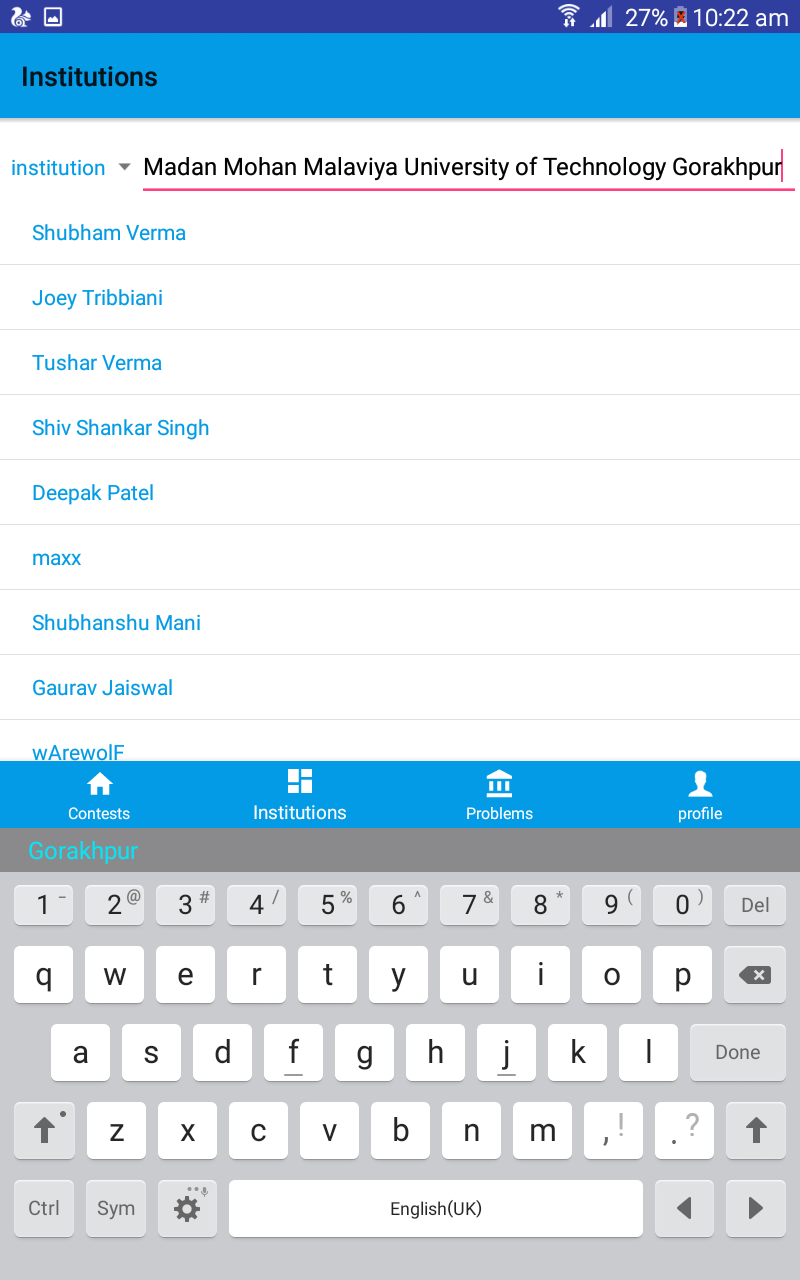 27% 10:22 am
Institutions
institution Madan Mohan Malaviya University of Technology Gorakhpur
Shubham Verma
Joey Tribbiani
Tushar Verma
Shiv Shankar Singh
Deepak Patel
maxx
Shubhanshu Mani
Gaurav Jaiswal
wArewolF
Contests Institutions Problems profile
Gorakhpur
1 - 2 @ 3 # 4 / 5 % 6 ^ 7 & 8 * 9 ( 0 ) Del
q w e r t y u i o p
a s d f g h j k l Done
z x c v b n m , ! . ?
Ctrl Sym English(UK)